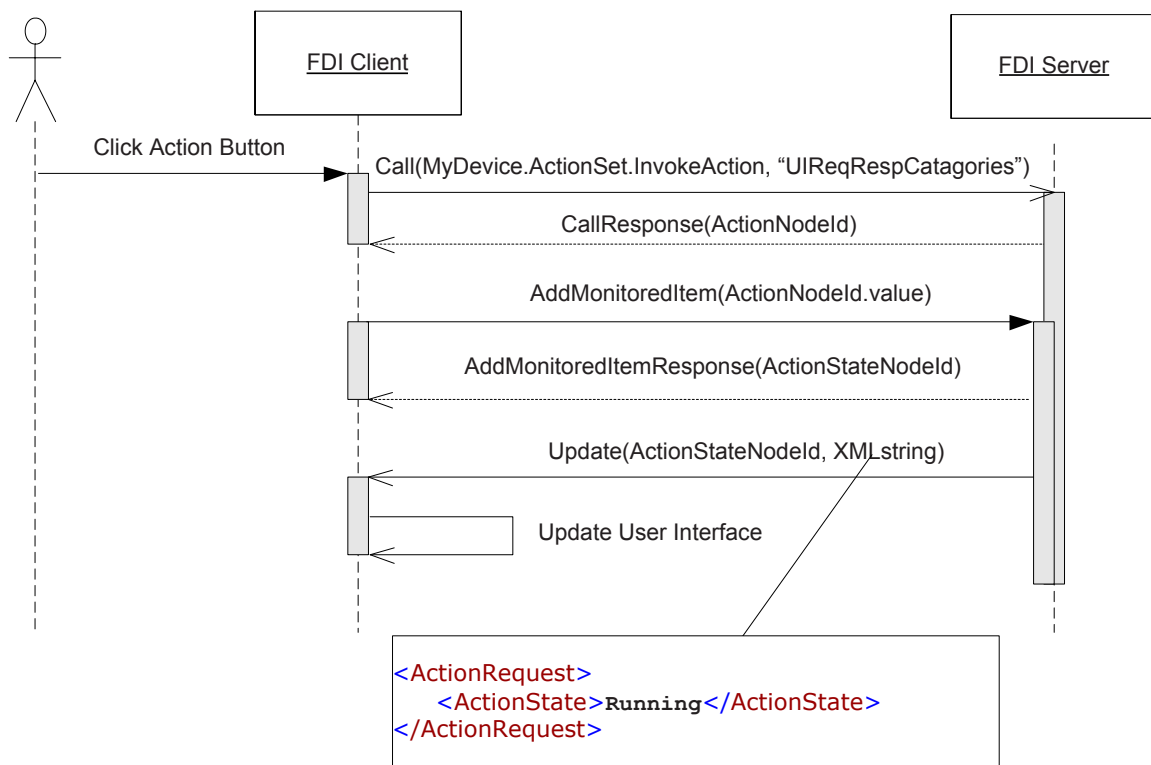 FDI Client
FDI Server
Click Action Button
Call(MyDevice.ActionSet.InvokeAction, “UIReqRespCatagories”)
CallResponse(ActionNodeId)
AddMonitoredItem(ActionNodeId.value)
AddMonitoredItemResponse(ActionStateNodeId)
Update(ActionStateNodeId, XMLstring)
Update User Interface
<ActionRequest>
<ActionState>Running</ActionState>
</ActionRequest>